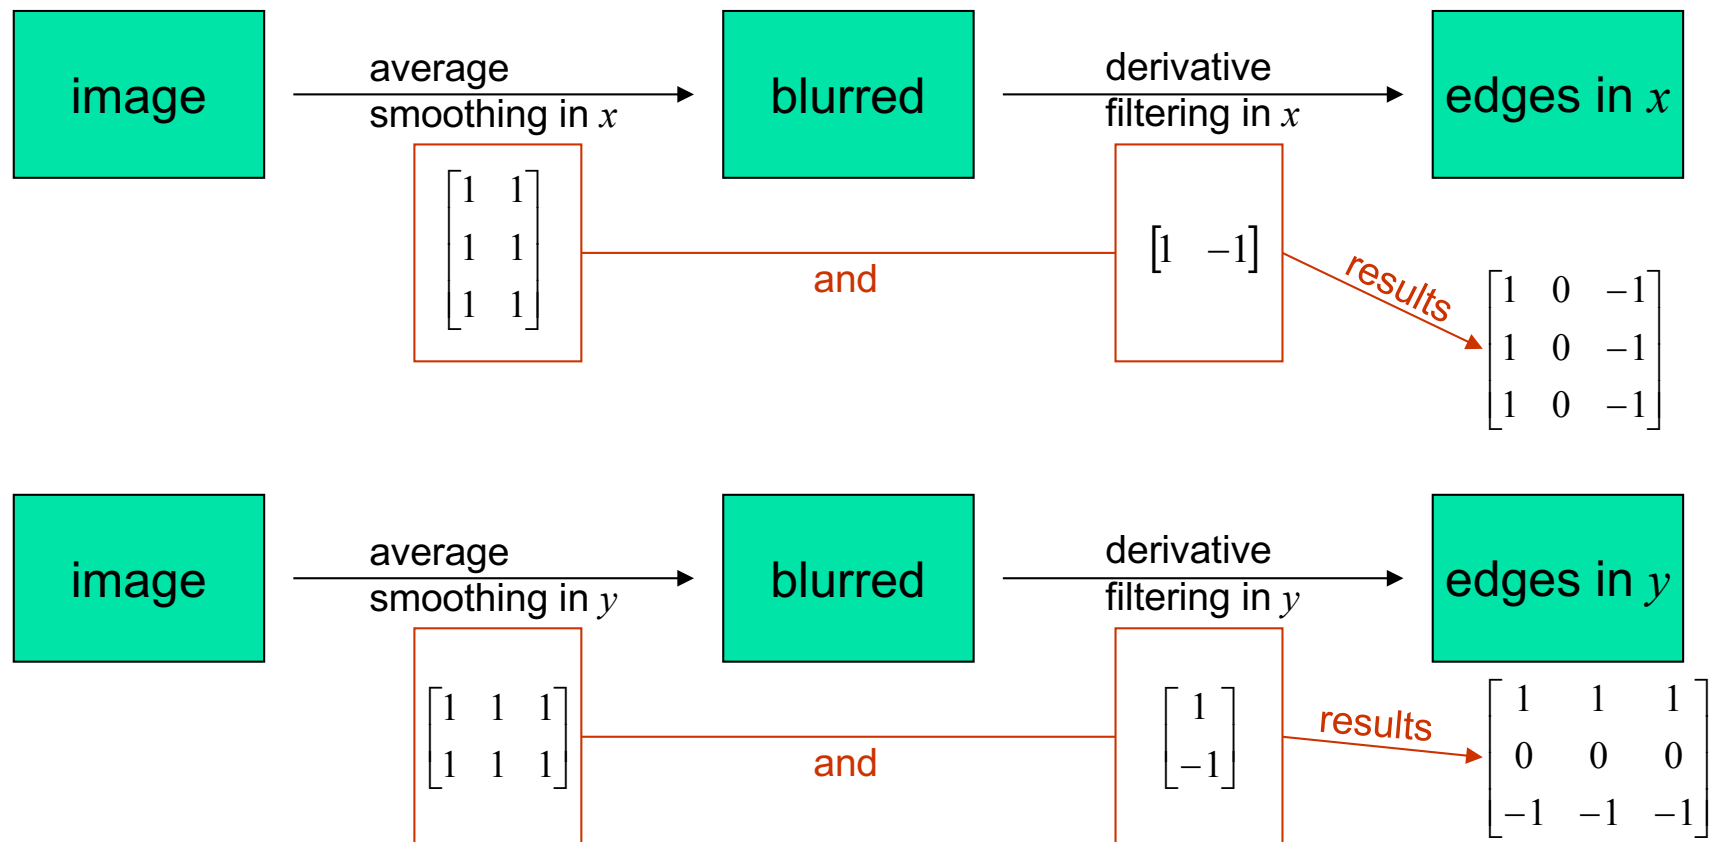 image
average
smoothing in x
blurred
derivative
filtering in x
edges in x
1 1
1 1
1 1
and
[1 −1]
results
1 0 −1
1 0 −1
1 0 −1
image
average
smoothing in y
blurred
derivative
filtering in y
edges in y
1 1 1
1 1 1
and
1
−1
results
1 1 1
0 0 0
−1 −1 −1